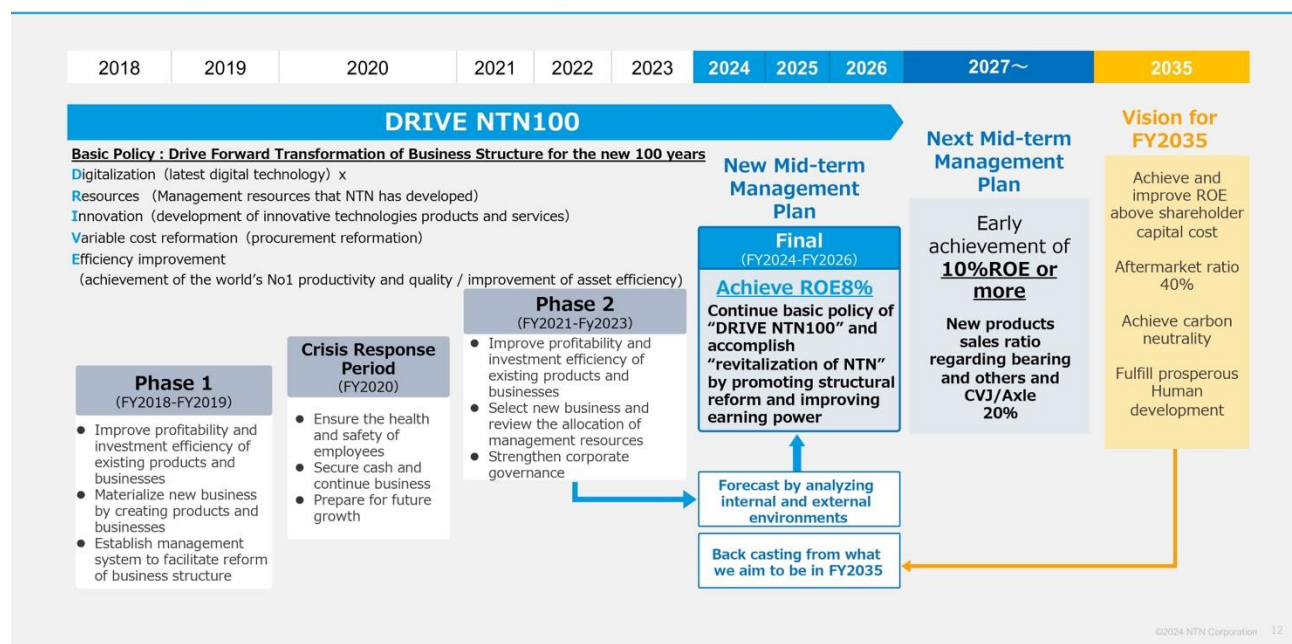 2018 2019 2020 2021 2022 2023 2024 2025 2026 2027～ 2035
DRIVE NTN100
Basic Policy : Drive Forward Transformation of Business Structure for the new 100 years
Digitalization（latest digital technology）x
Resources （Management resources that NTN has developed）
Innovation（development of innovative technologies products and services）
Variable cost reformation（procurement reformation）
Efficiency improvement
（achievement of the world's No1 productivity and quality / improvement of asset efficiency）
Phase 1
(FY2018-FY2019)
● Improve profitability and
investment efficiency of
existing products and
businesses
● Materialize new business
by creating products and
businesses
● Establish management
system to facilitate reform
of business structure
Crisis Response
Period
(FY2020)
● Ensure the health
and safety of
employees
● Secure cash and
continue business
● Prepare for future
growth
Phase 2
(FY2021-Fy2023)
● Improve profitability and
investment efficiency of
existing products and
businesses
● Select new business and
review the allocation of
management resources
● Strengthen corporate
governance
New Mid-term
Management
Plan
Final
(FY2024-FY2026)
Achieve ROE8%
Continue basic policy of
“DRIVE NTN100” and
accomplish
“revitalization of NTN”
by promoting structural
reform and improving
earning power
Forecast by analyzing
internal and external
environments
Back casting from what
we aim to be in FY2035
Next Mid-term
Management
Plan
Early
achievement of
10%ROE or
more
New products
sales ratio
regarding bearing
and others and
CVJ/Axle
20%
Vision for
FY2035
Achieve and
improve ROE
above shareholder
capital cost
Aftermarket ratio
40%
Achieve carbon
neutrality
Fulfill prosperous
Human
development
©2024 NTN Corporation 12